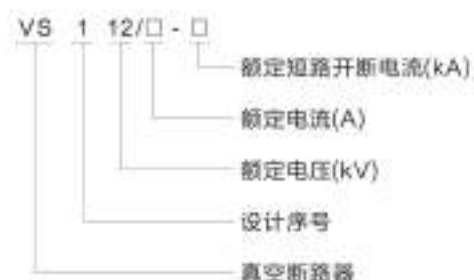 VS 1 12/□-□
额定短路开断电流(kA)
额定电流(A)
额定电压(kV)
设计序号
真空断路器